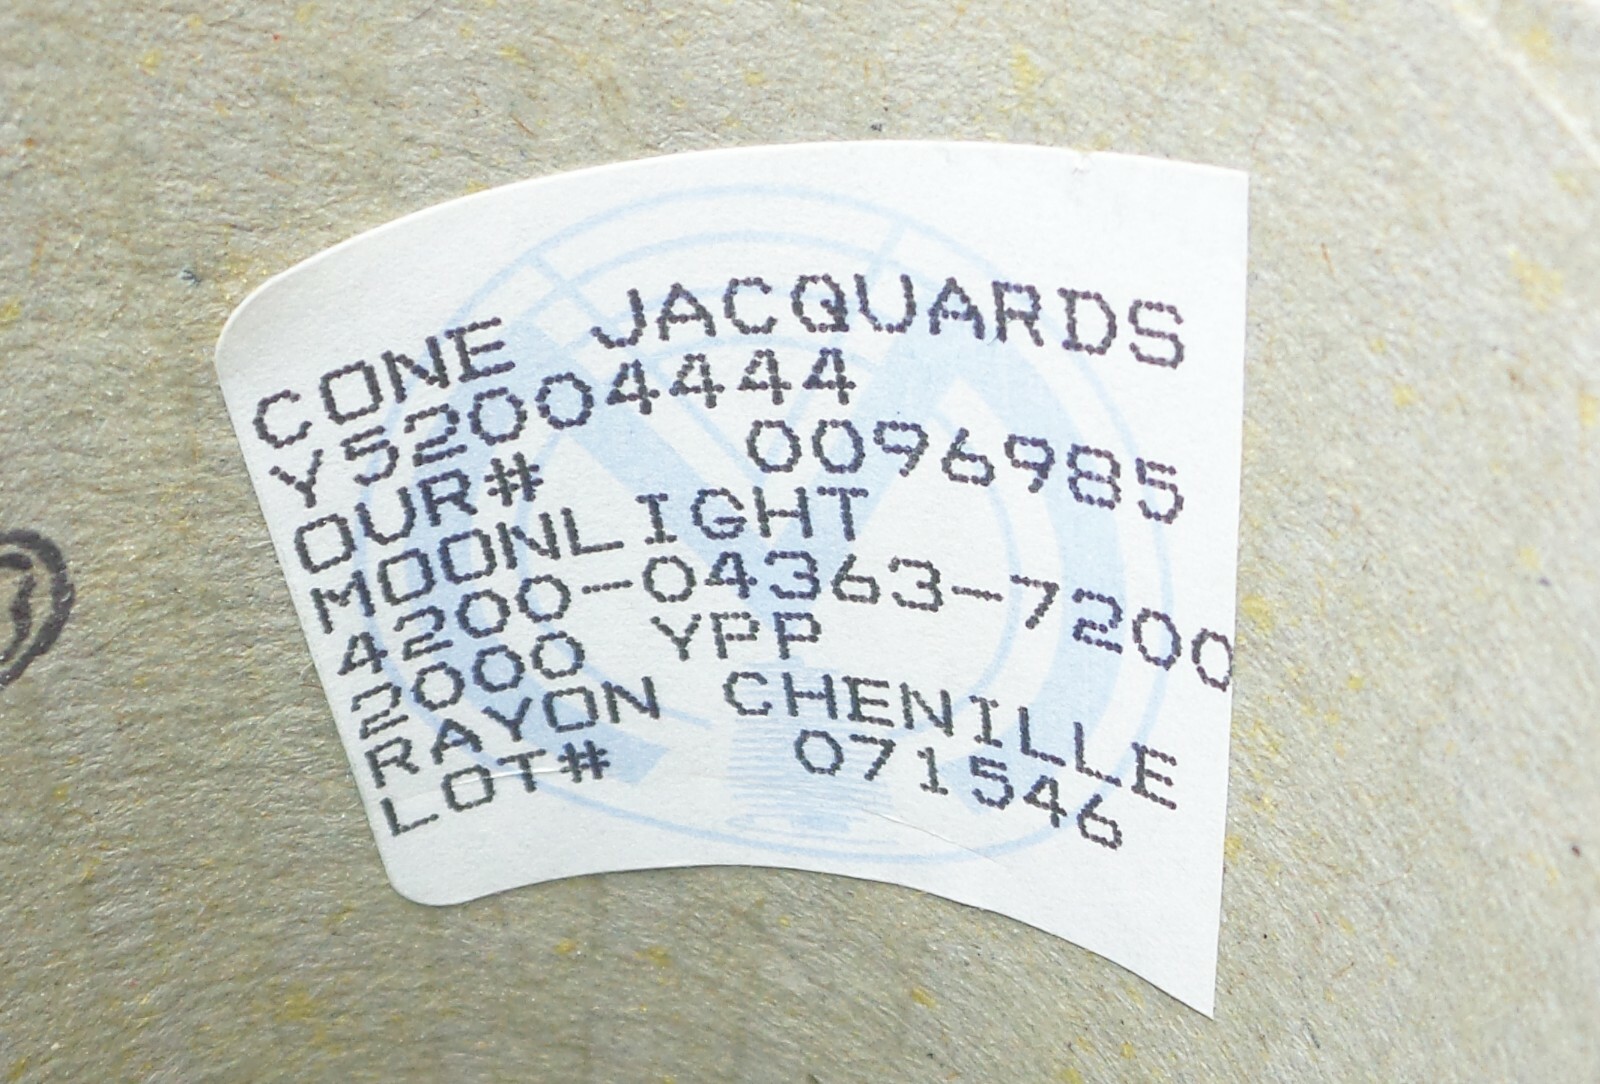 CONE JACQUARDS
Y52004444
OUR# 0096985
MOONLIGHT
4200-04363-7200
2000 YPP
RAYON CHENILLE
LOT# 071546